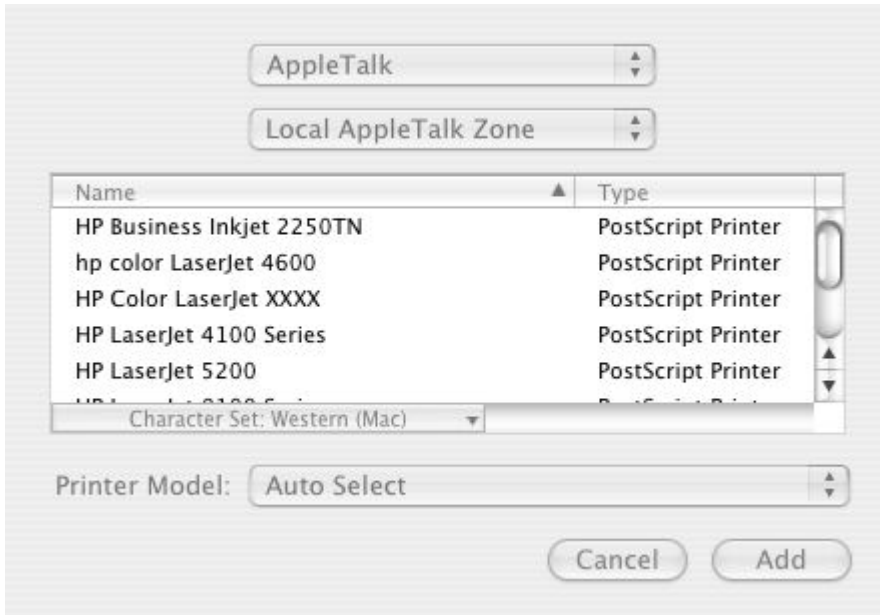 AppleTalk
Local AppleTalk Zone
Name Type
HP Business Inkjet 2250TN PostScript Printer
hp color LaserJet 4600 PostScript Printer
HP Color LaserJet XXXX PostScript Printer
HP LaserJet 4100 Series PostScript Printer
HP LaserJet 5200 PostScript Printer
Character Set: Western (Mac)
Printer Model: Auto Select
Cancel Add